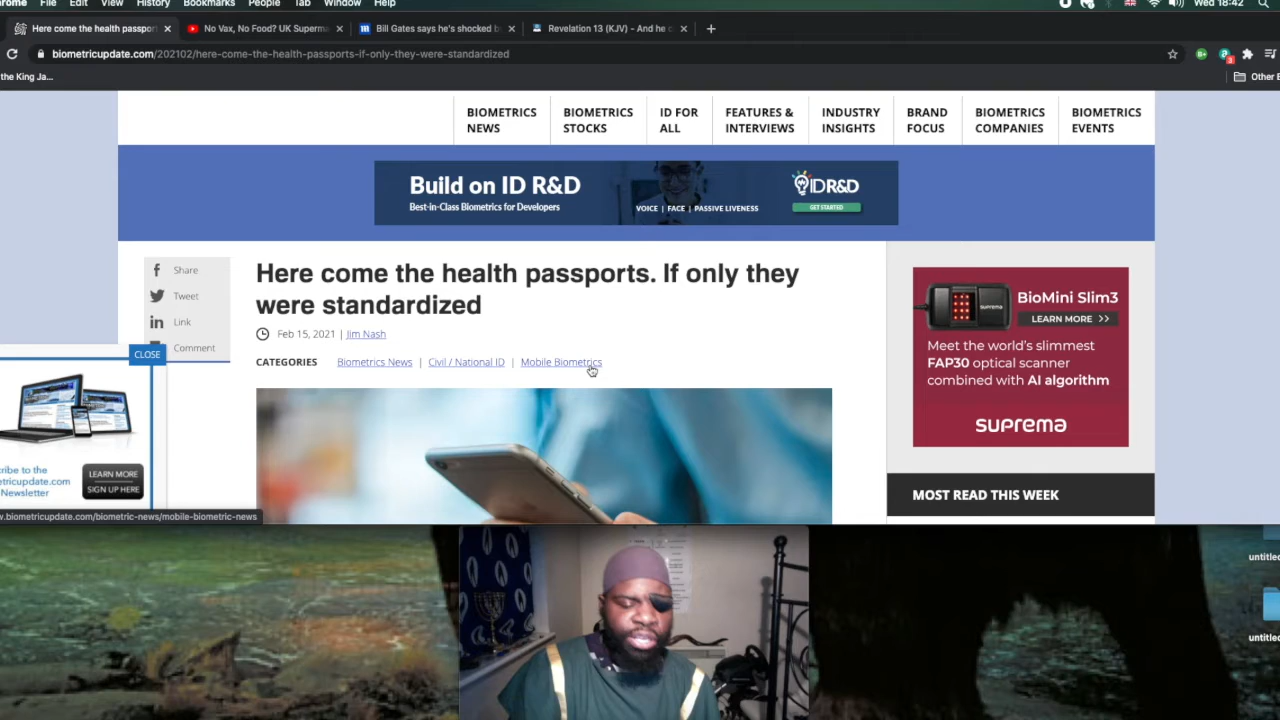 File Edit View History Bookmarks People Tab Window Help
Wed 18:42
Here come the health passpor
No Vax, No Food? UK Superma
Bill Gates says he's shocked b
Revelation 13 (KJV) - And he c
biometricupdate.com/202102/here-come-the-health-passports-if-only-they-were-standardized
the King Ja...
Other B
BIOMETRICS NEWS
BIOMETRICS STOCKS
ID FOR ALL
FEATURES & INTERVIEWS
INDUSTRY INSIGHTS
BRAND FOCUS
BIOMETRICS COMPANIES
BIOMETRICS EVENTS
Build on ID R&D
Best-in-Class Biometrics for Developers
VOICE | FACE | PASSIVE LIVENESS
IDR&D
GET STARTED
Share
Tweet
Link
Comment
Here come the health passports. If only they
were standardized
Feb 15, 2021 | Jim Nash
CATEGORIES Biometrics News | Civil / National ID | Mobile Biometrics
BioMini Slim3
LEARN MORE >>
Meet the world's slimmest
FAP30 optical scanner
combined with AI algorithm
suprema
MOST READ THIS WEEK
CLOSE
cribe to the
metricupdate.com
Newsletter
LEARN MORE
SIGN UP HERE
w.biometricupdate.com/biometric-news/mobile-biometric-news
untitled
untitled